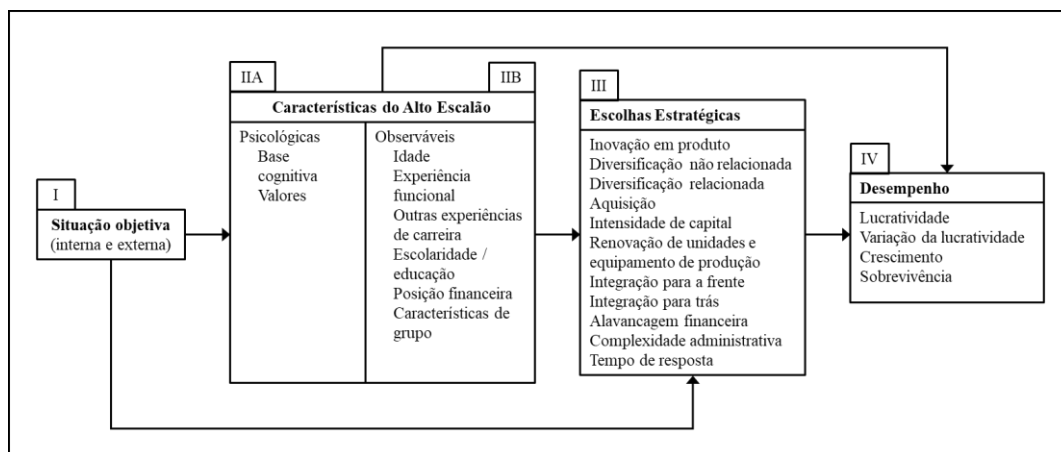 I
Situação objetiva
(interna e externa)
IIA
IIB
Características do Alto Escalão
Psicológicas
Base
cognitiva
Valores
Observáveis
Idade
Experiência
funcional
Outras experiências
de carreira
Escolaridade /
educação
Posição financeira
Características de
grupo
III
Escolhas Estratégicas
Inovação em produto
Diversificação não relacionada
Diversificação relacionada
Aquisição
Intensidade de capital
Renovação de unidades e
equipamento de produção
Integração para a frente
Integração para trás
Alavancagem financeira
Complexidade administrativa
Tempo de resposta
IV
Desempenho
Lucratividade
Variação da lucratividade
Crescimento
Sobrevivência